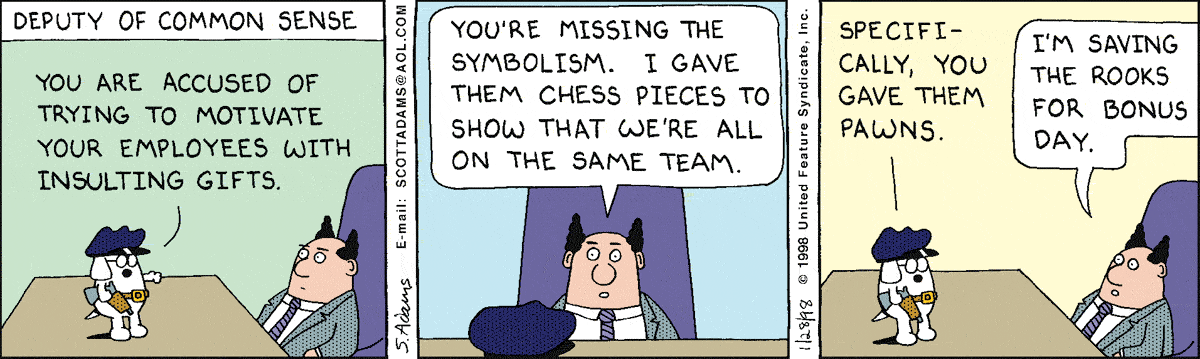 DEPUTY OF COMMON SENSE
YOU ARE ACCUSED OF
TRYING TO MOTIVATE
YOUR EMPLOYEES WITH
INSULTING GIFTS.
S. Adams
E-mail: SCOTTADAMS@AOL.COM
YOU'RE MISSING THE
SYMBOLISM. I GAVE
THEM CHESS PIECES TO
SHOW THAT WE'RE ALL
ON THE SAME TEAM.
1/28/98
© 1998 United Feature Syndicate, Inc.
SPECIFI-
CALLY, YOU
GAVE THEM
PAWNS.
I'M SAVING
THE ROOKS
FOR BONUS
DAY.